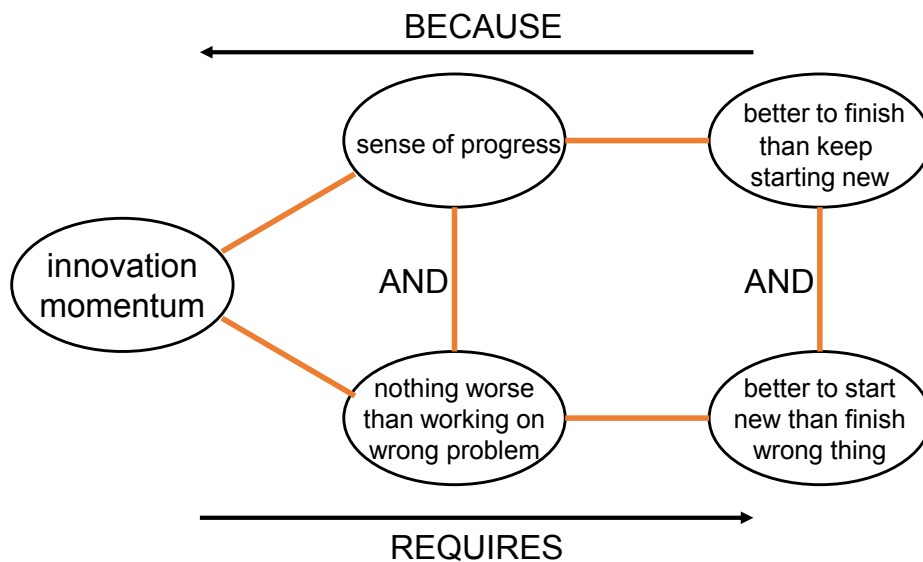 BECAUSE
sense of progress
better to finish
than keep
starting new
innovation
momentum
AND
AND
nothing worse
than working on
wrong problem
better to start
new than finish
wrong thing
REQUIRES